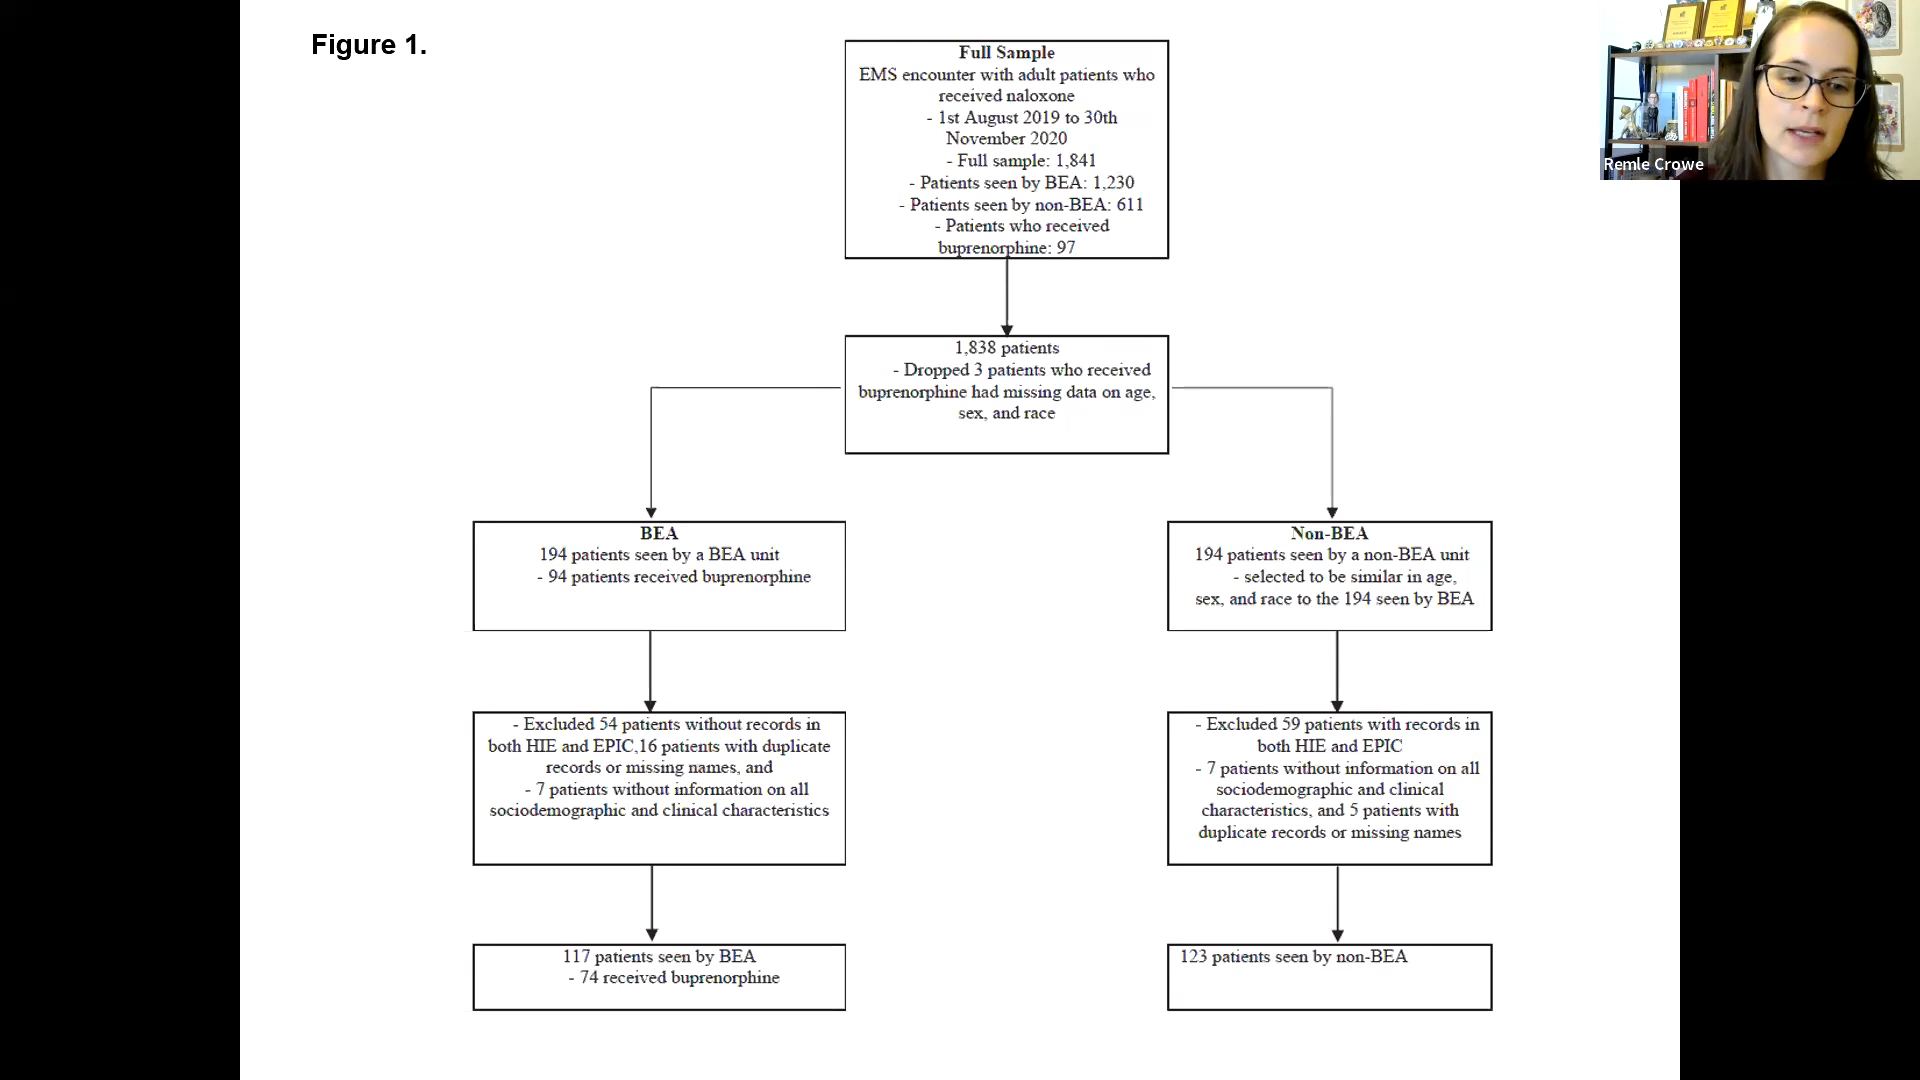 Figure 1.
Full Sample
EMS encounter with adult patients who
received naloxone
- 1st August 2019 to 30th
November 2020
- Full sample: 1,841
- Patients seen by BEA: 1,230
- Patients seen by non-BEA: 611
- Patients who received
buprenorphine: 97
Remle Crowe
1,838 patients
- Dropped 3 patients who received
buprenorphine had missing data on age,
sex, and race
BEA
194 patients seen by a BEA unit
- 94 patients received buprenorphine
Non-BEA
194 patients seen by a non-BEA unit
- selected to be similar in age,
sex, and race to the 194 seen by BEA
- Excluded 54 patients without records in
both HIE and EPIC,16 patients with duplicate
records or missing names, and
- 7 patients without information on all
sociodemographic and clinical characteristics
- Excluded 59 patients with records in
both HIE and EPIC
- 7 patients without information on all
sociodemographic and clinical
characteristics, and 5 patients with
duplicate records or missing names
117 patients seen by BEA
- 74 received buprenorphine
123 patients seen by non-BEA